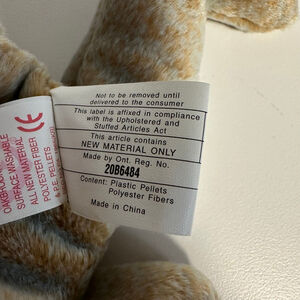 Not to be removed until
delivered to the consumer
This label is affixed in compliance
with the Upholstered and
Stuffed Articles Act
This article contains
NEW MATERIAL ONLY
Made by Ont. Reg. No.
20B6484
Content: Plastic Pellets
Polyester Fibers
Made in China
SURFACE WASHABLE
ALL NEW MATERIAL
POLYESTER FIBER
CE